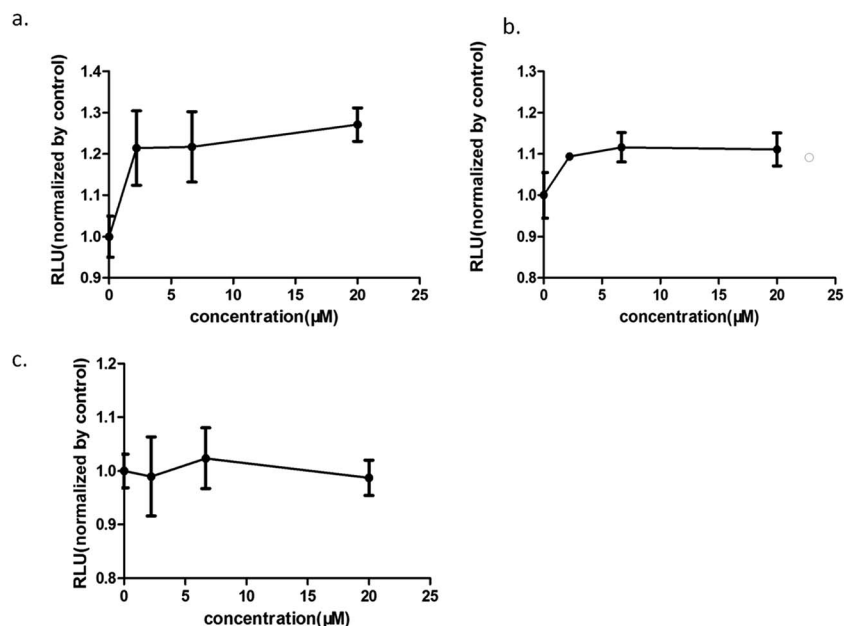 a.
RLU(normalized by control)
1.4
1.3
1.2
1.1
1.0
0.9
0 5 10 15 20 25
concentration(µM)
b.
RLU(normalized by control)
1.3
1.2
1.1
1.0
0.9
0.8
0 5 10 15 20 25
concentration(µM)
c.
RLU(normalized by control)
1.2
1.1
1.0
0.9
0.8
0 5 10 15 20 25
concentration(µM)